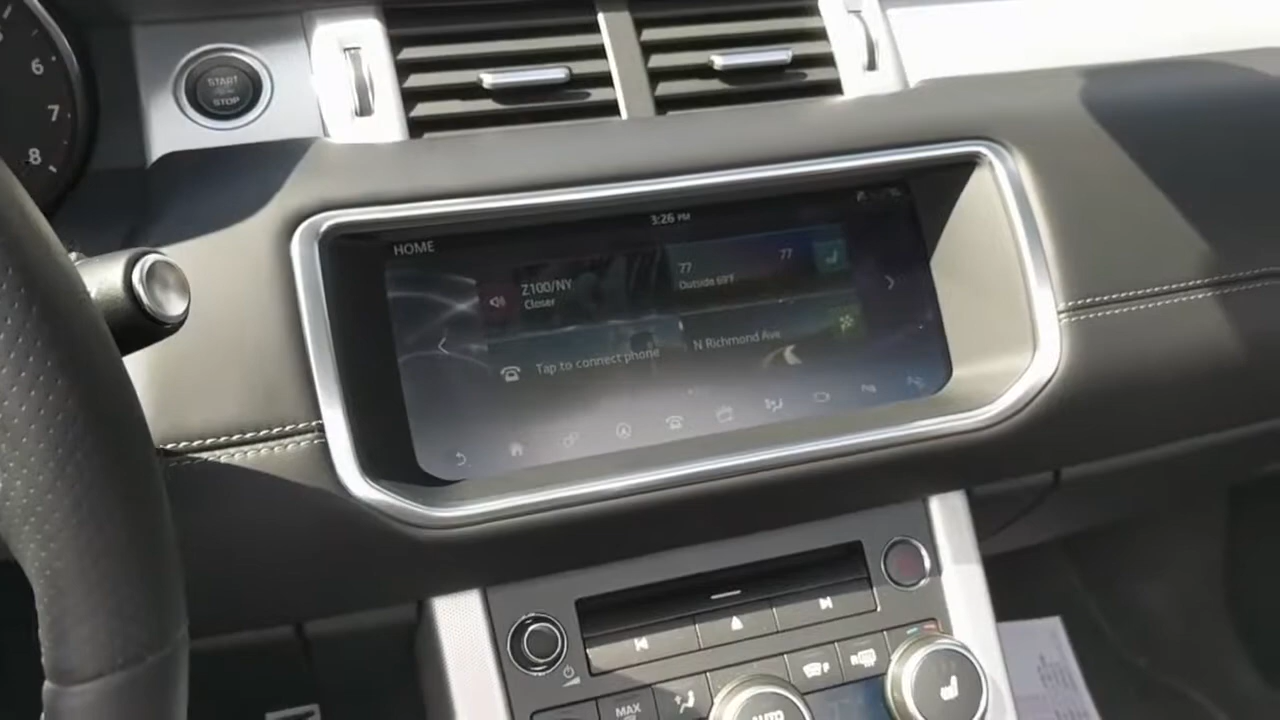 6
7
8
START
STOP
3:26 PM
HOME
Z100/NY
Closer
77
77
Outside 69°F
Tap to connect phone
N Richmond Ave
MAX
AUTO
F
R